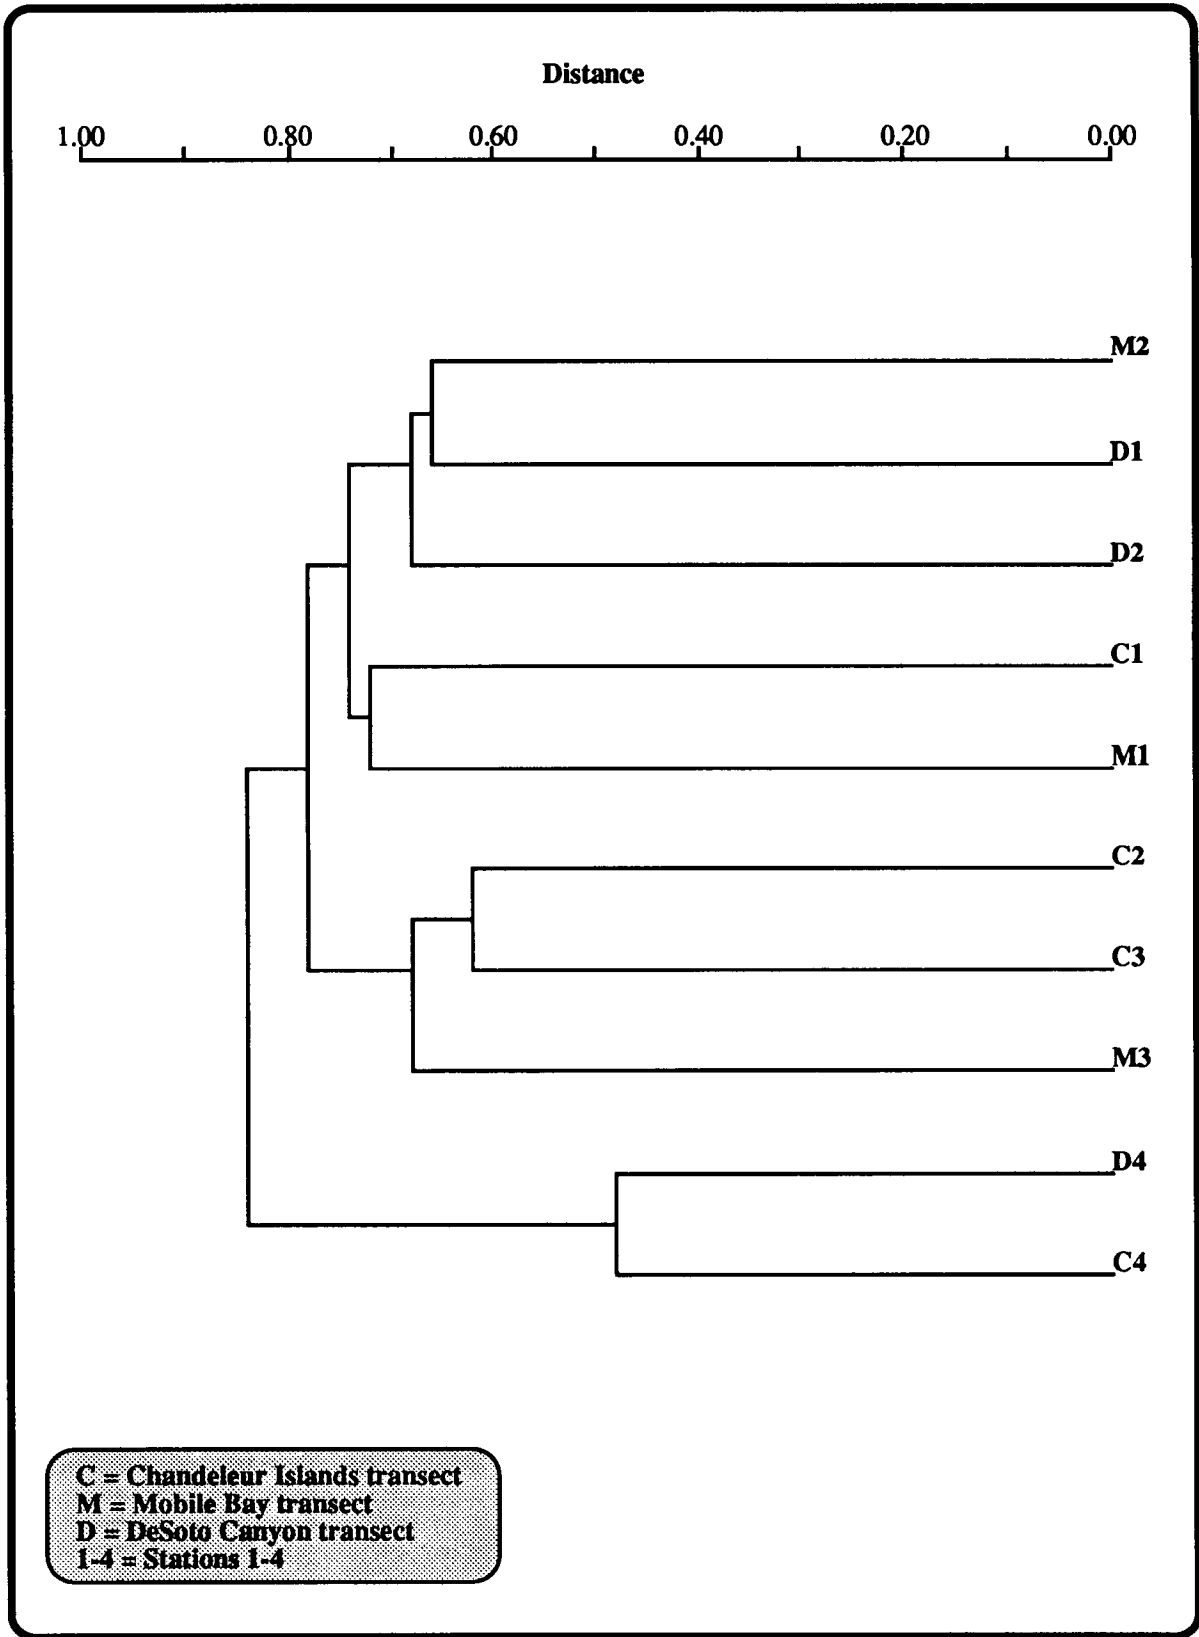 Distance
1.00 0.80 0.60 0.40 0.20 0.00
M2
D1
D2
C1
M1
C2
C3
M3
D4
C4
C = Chandeleur Islands transect
M = Mobile Bay transect
D = DeSoto Canyon transect
1-4 = Stations 1-4